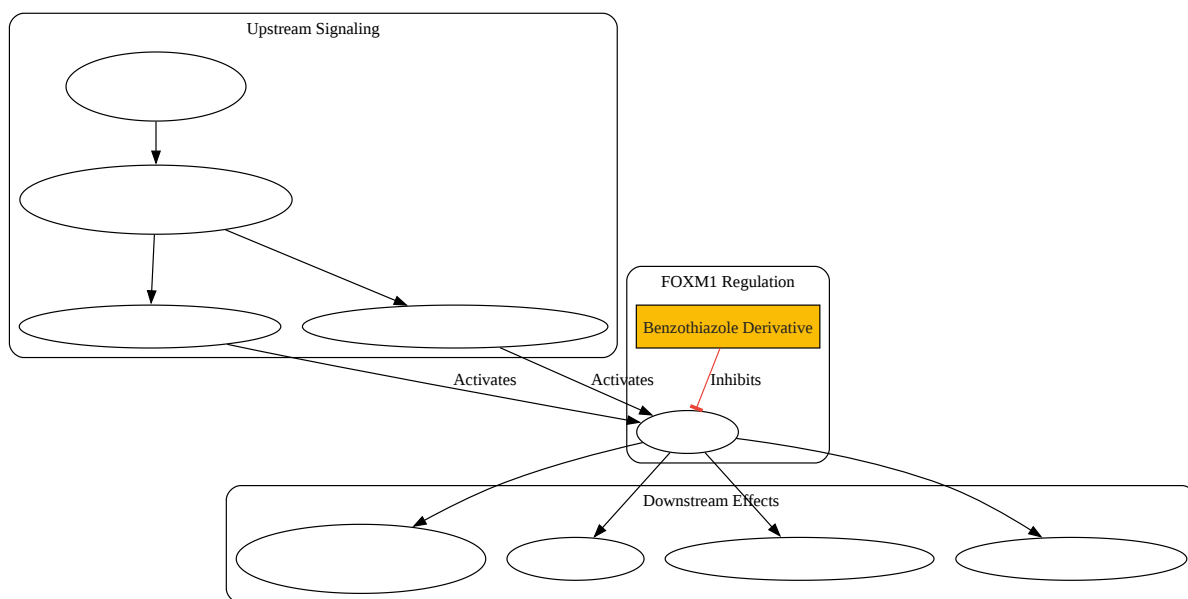 Upstream Signaling
FOXM1 Regulation
Benzothiazole Derivative
Activates
Activates
Inhibits
Downstream Effects